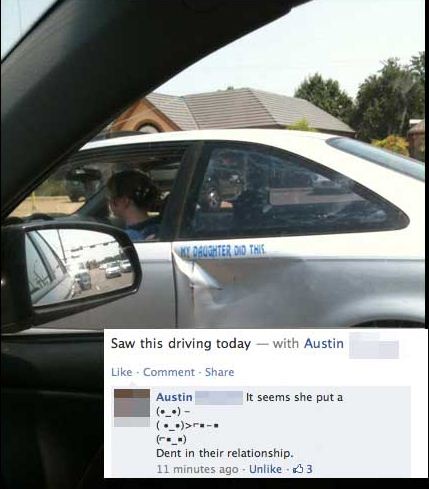 MY DAUGHTER DID THIS
Saw this driving today — with Austin
Like · Comment · Share
Austin It seems she put a
(•_•) –
( •_•)>⌐■-■
(⌐■_■)
Dent in their relationship.
11 minutes ago · Unlike · 3